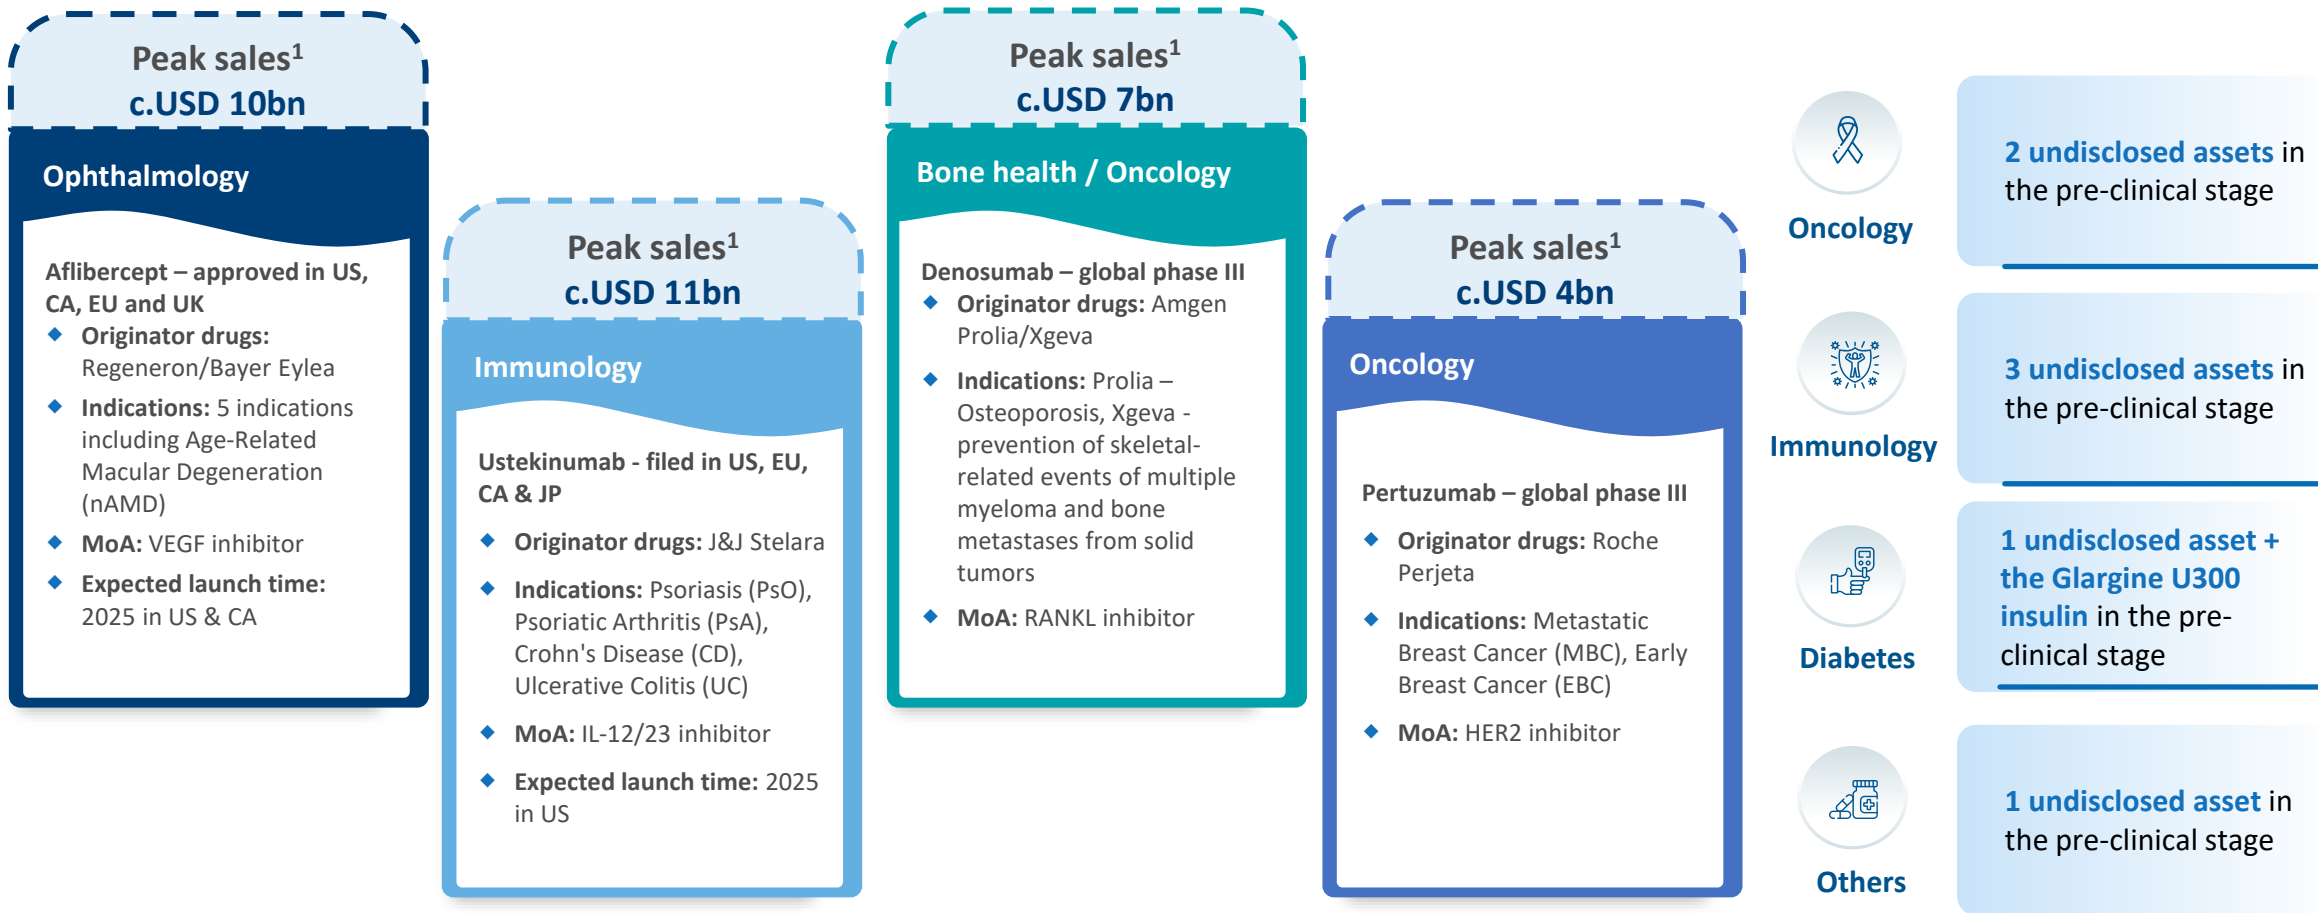 Peak sales1
c.USD 10bn
Ophthalmology
Aflibercept – approved in US,
CA, EU and UK
◆ Originator drugs:
Regeneron/Bayer Eylea
◆ Indications: 5 indications
including Age-Related
Macular Degeneration
(nAMD)
◆ MoA: VEGF inhibitor
◆ Expected launch time:
2025 in US & CA
Peak sales1
c.USD 11bn
Immunology
Ustekinumab - filed in US, EU,
CA & JP
◆ Originator drugs: J&J Stelara
◆ Indications: Psoriasis (PsO),
Psoriatic Arthritis (PsA),
Crohn's Disease (CD),
Ulcerative Colitis (UC)
◆ MoA: IL-12/23 inhibitor
◆ Expected launch time: 2025
in US
Peak sales1
c.USD 7bn
Bone health / Oncology
Denosumab – global phase III
◆ Originator drugs: Amgen
Prolia/Xgeva
◆ Indications: Prolia –
Osteoporosis, Xgeva -
prevention of skeletal-
related events of multiple
myeloma and bone
metastases from solid
tumors
◆ MoA: RANKL inhibitor
Peak sales1
c.USD 4bn
Oncology
Pertuzumab – global phase III
◆ Originator drugs: Roche
Perjeta
◆ Indications: Metastatic
Breast Cancer (MBC), Early
Breast Cancer (EBC)
◆ MoA: HER2 inhibitor
Oncology
2 undisclosed assets in
the pre-clinical stage
Immunology
3 undisclosed assets in
the pre-clinical stage
Diabetes
1 undisclosed asset +
the Glargine U300
insulin in the pre-
clinical stage
Others
1 undisclosed asset in
the pre-clinical stage